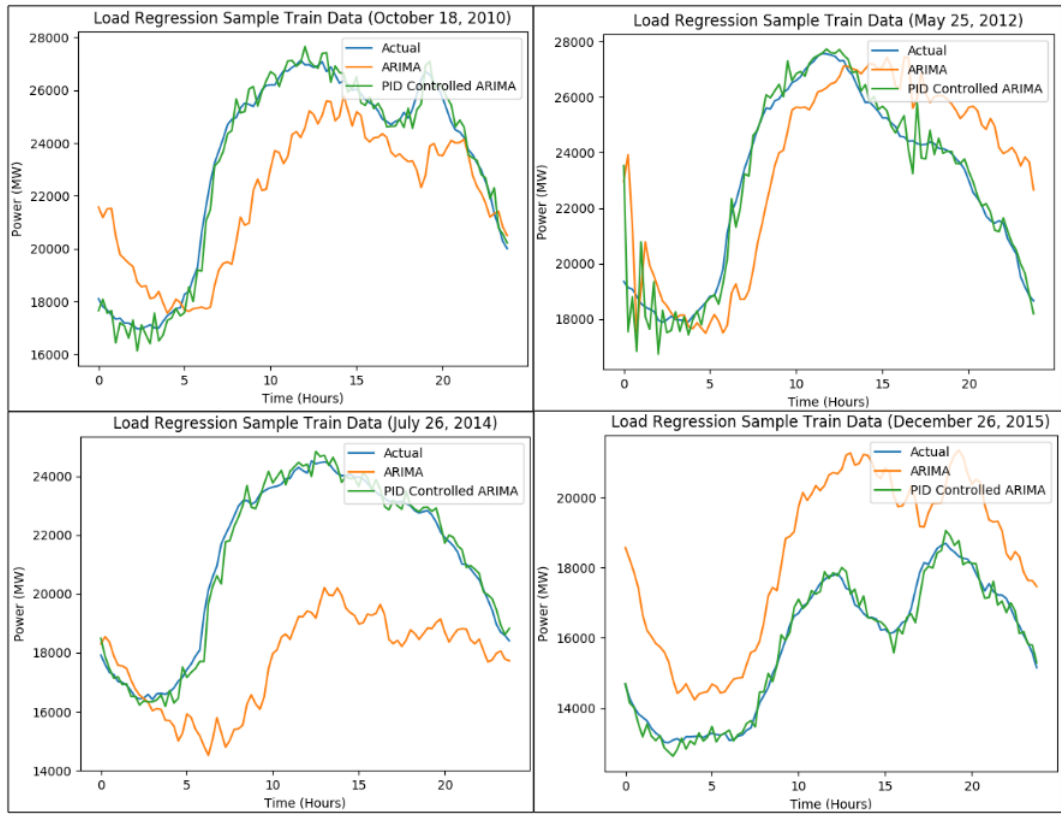 Load Regression Sample Train Data (October 18, 2010)
28000
26000
24000
22000
20000
18000
16000
Power (MW)
Actual
ARIMA
PID Controlled ARIMA
0 5 10 15 20
Time (Hours)
Load Regression Sample Train Data (May 25, 2012)
28000
26000
24000
22000
20000
18000
Power (MW)
Actual
ARIMA
PID Controlled ARIMA
0 5 10 15 20
Time (Hours)
Load Regression Sample Train Data (July 26, 2014)
24000
22000
20000
18000
16000
14000
Power (MW)
Actual
ARIMA
PID Controlled ARIMA
0 5 10 15 20
Time (Hours)
Load Regression Sample Train Data (December 26, 2015)
20000
18000
16000
14000
Power (MW)
Actual
ARIMA
PID Controlled ARIMA
0 5 10 15 20
Time (Hours)